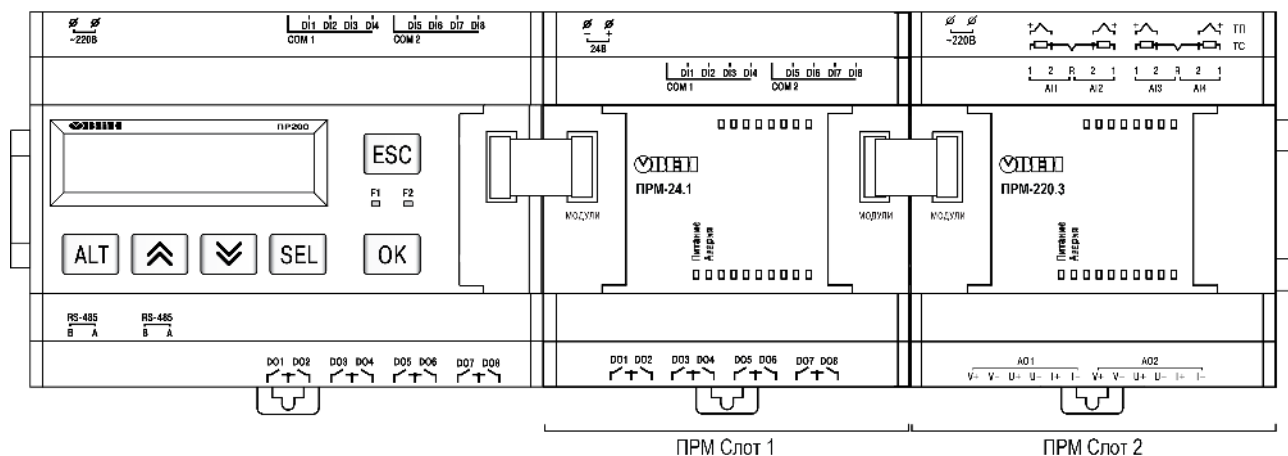 ~220В
DI1 DI2 DI3 DI4
COM 1
DI5 DI6 DI7 DI8
COM 2
ОВЕН
ПР200
ESC
F1 F2
ALT
SEL
OK
RS-485
B A
RS-485
B A
DO1 DO2 DO3 DO4 DO5 DO6 DO7 DO8
- +
24В
DI1 DI2 DI3 DI4
COM 1
DI5 DI6 DI7 DI8
COM 2
ОВЕН
ПРМ-24.1
МОДУЛИ
МОДУЛИ
Питание
Авария
DO1 DO2 DO3 DO4 DO5 DO6 DO7 DO8
ПРМ Слот 1
~220В
+ + + + ТП
ТС
1 2 R 2 1 1 2 R 2 1
AI1 AI2 AI3 AI4
ОВЕН
ПРМ-220.3
МОДУЛИ
Питание
Авария
AO1 AO2
V+ V- U+ U- I+ I- V+ V- U+ U- I+ I-
ПРМ Слот 2